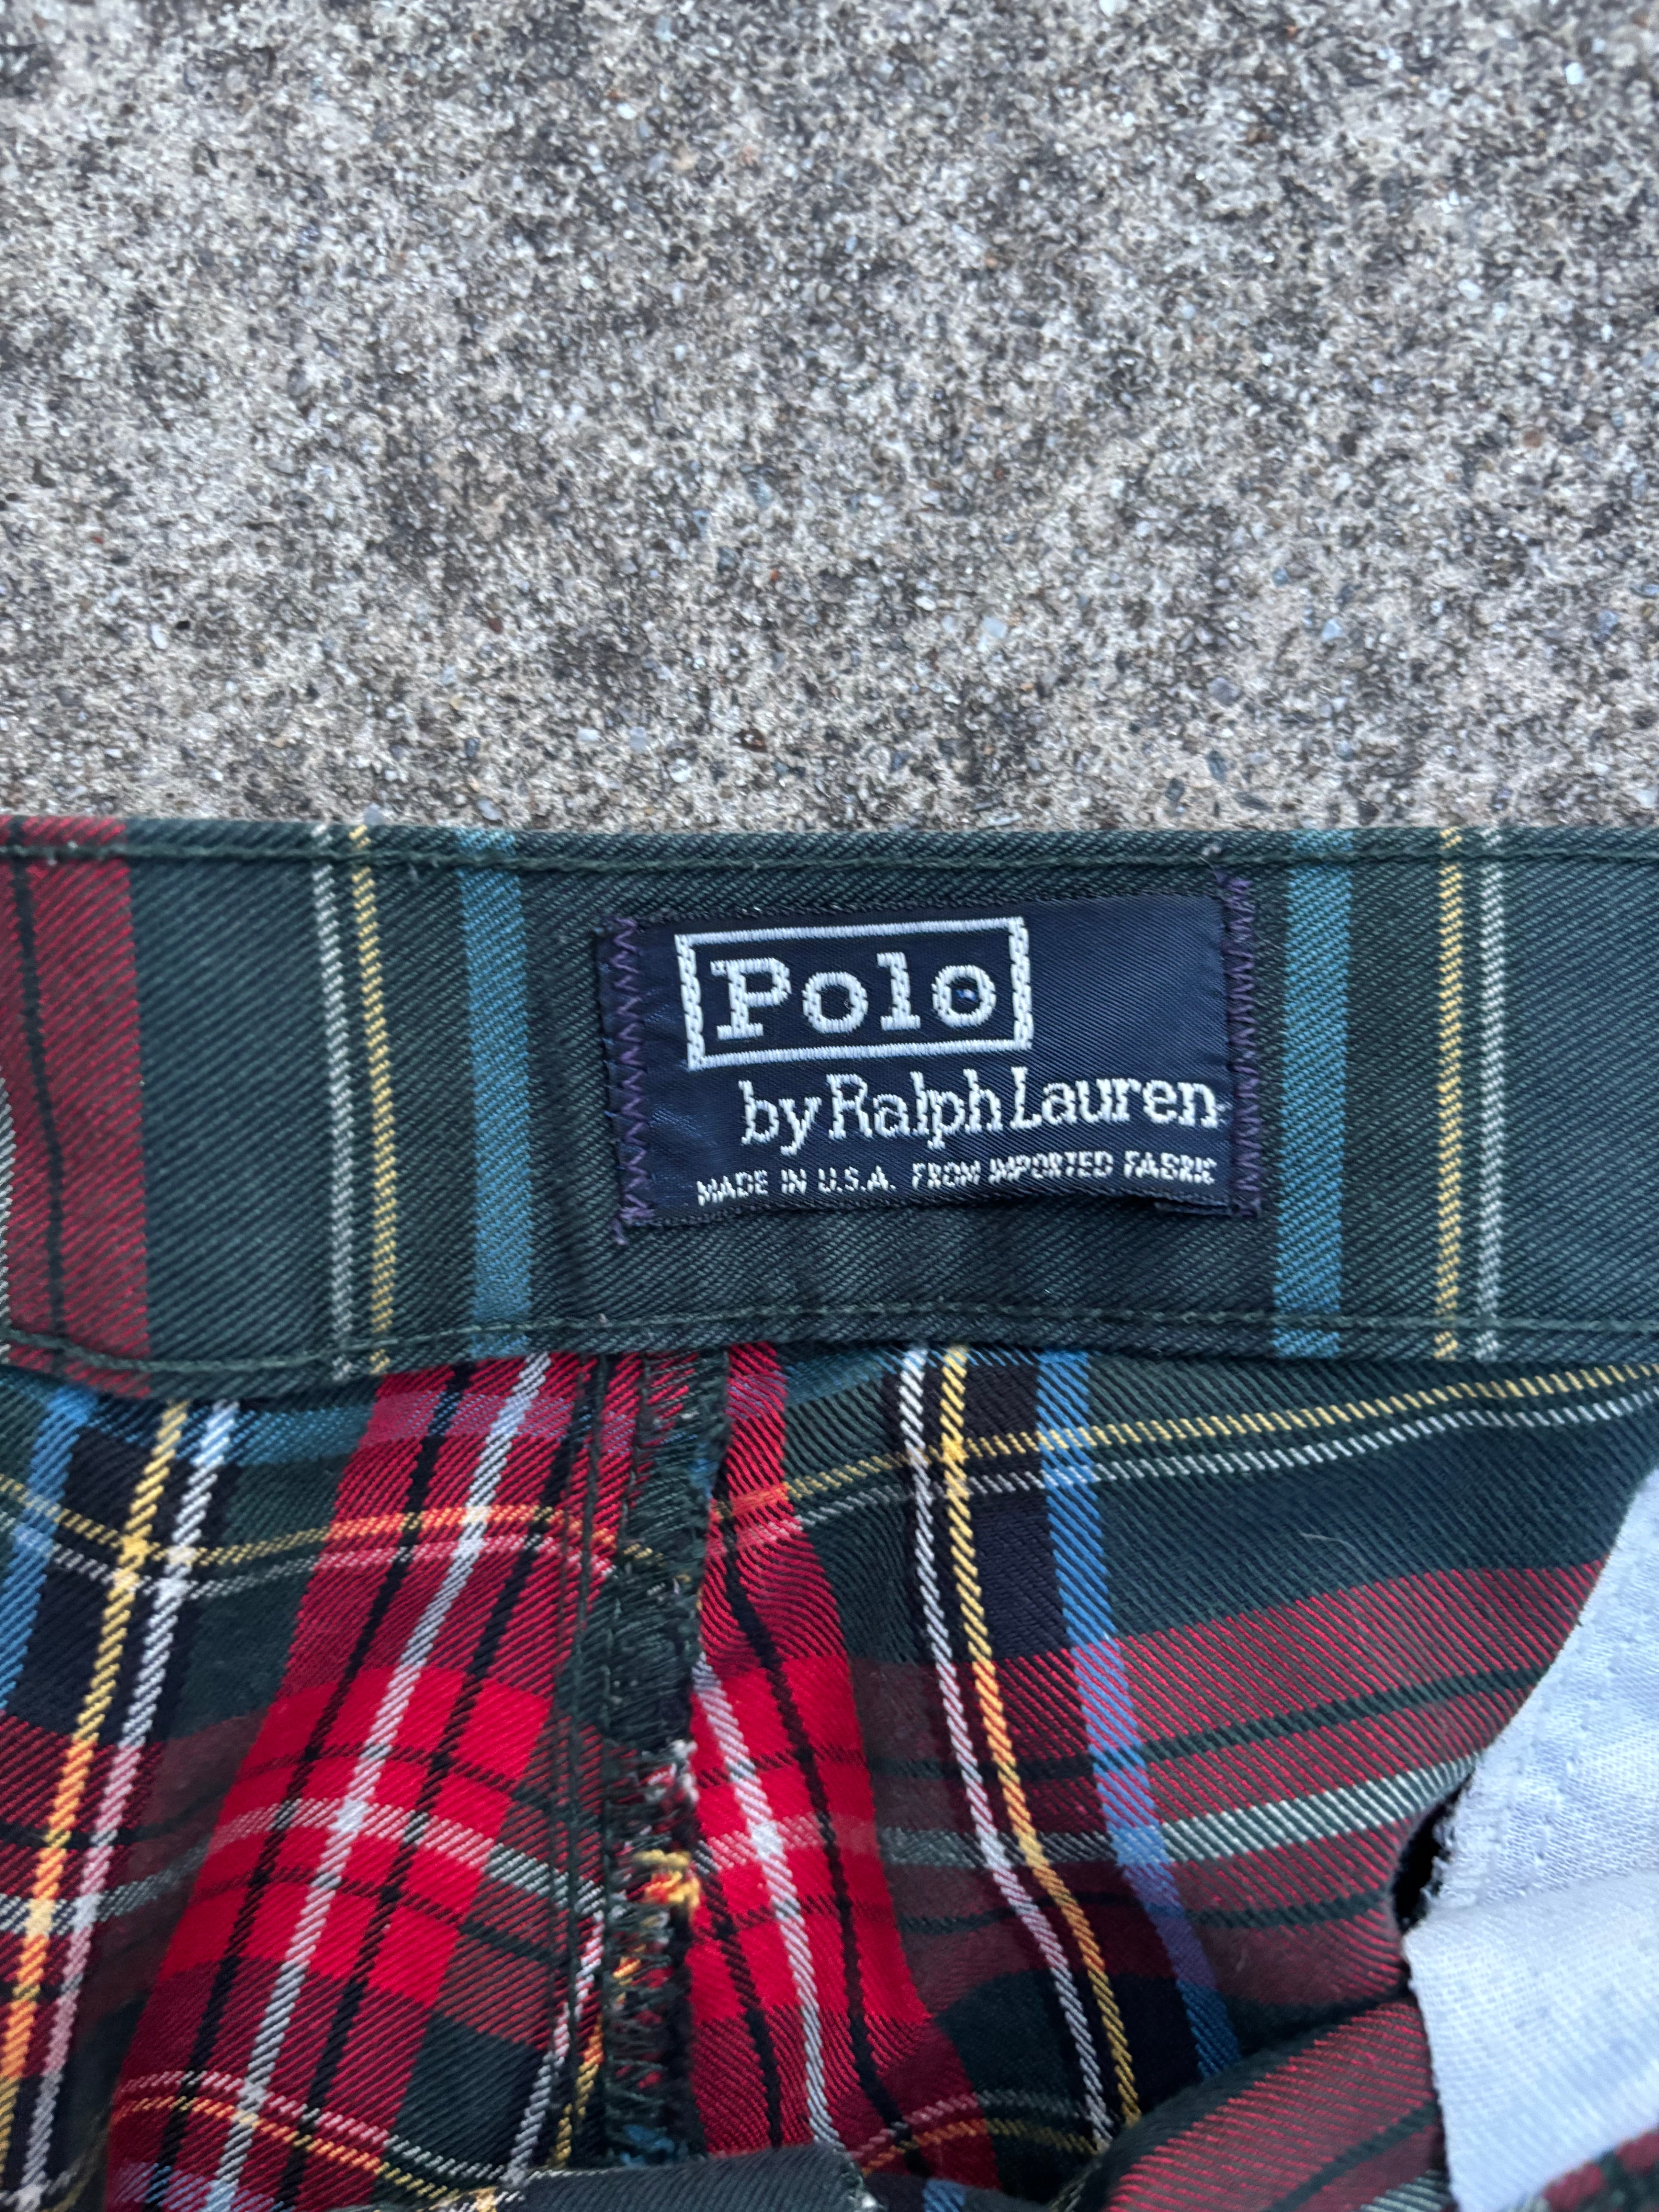 Polo
by Ralph Lauren
MADE IN U.S.A. FROM IMPORTED FABRIC